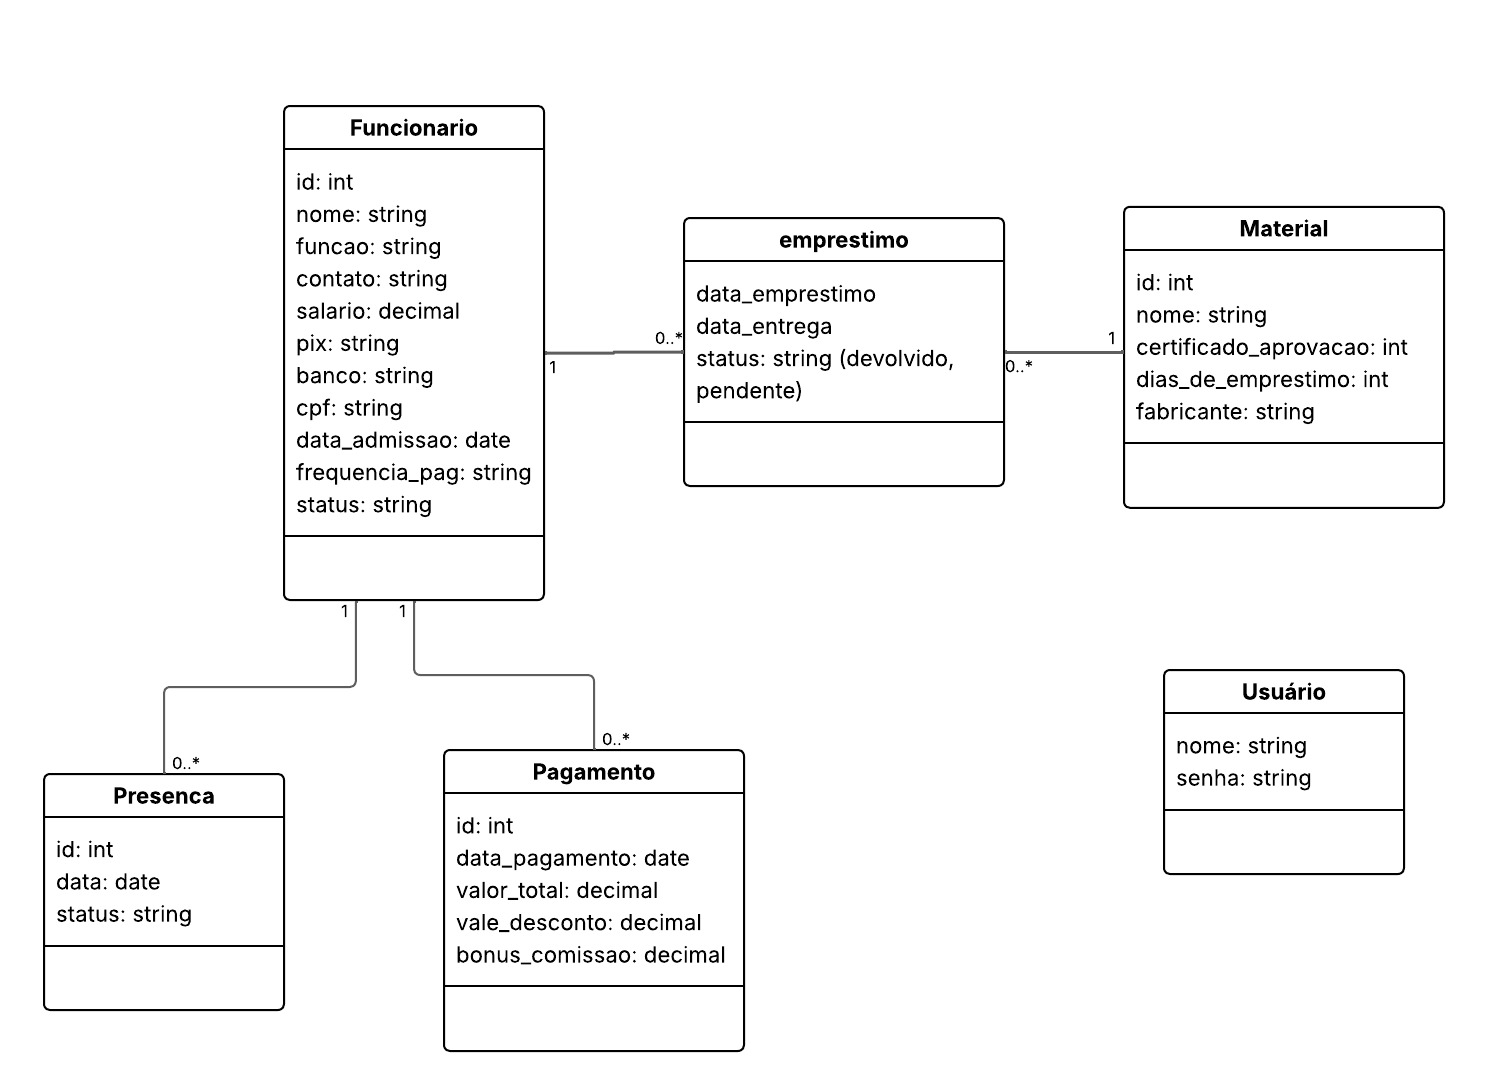 Funcionario
id: int
nome: string
funcao: string
contato: string
salario: decimal
pix: string
banco: string
cpf: string
data_admissao: date
frequencia_pag: string
status: string
1
0..*
emprestimo
data_emprestimo
data_entrega
status: string (devolvido,
pendente)
0..*
1
Material
id: int
nome: string
certificado_aprovacao: int
dias_de_emprestimo: int
fabricante: string
1
1
0..*
Presenca
id: int
data: date
status: string
0..*
Pagamento
id: int
data_pagamento: date
valor_total: decimal
vale_desconto: decimal
bonus_comissao: decimal
Usuário
nome: string
senha: string